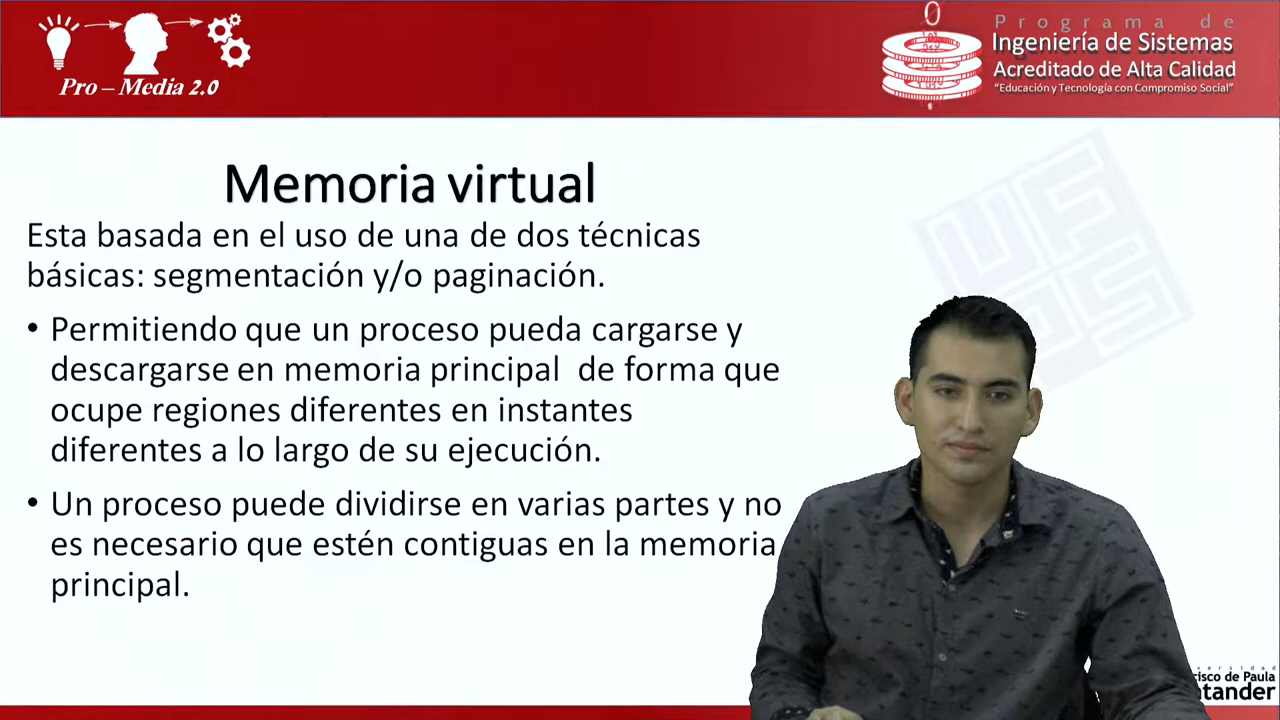 Pro – Media 2.0
Programa de
Ingeniería de Sistemas
Acreditado de Alta Calidad
“Educación y Tecnología con Compromiso Social”
Memoria virtual
Esta basada en el uso de una de dos técnicas
básicas: segmentación y/o paginación.
• Permitiendo que un proceso pueda cargarse y
descargarse en memoria principal de forma que
ocupe regiones diferentes en instantes
diferentes a lo largo de su ejecución.
• Un proceso puede dividirse en varias partes y no
es necesario que estén contiguas en la memoria
principal.
UFPS
de Paula